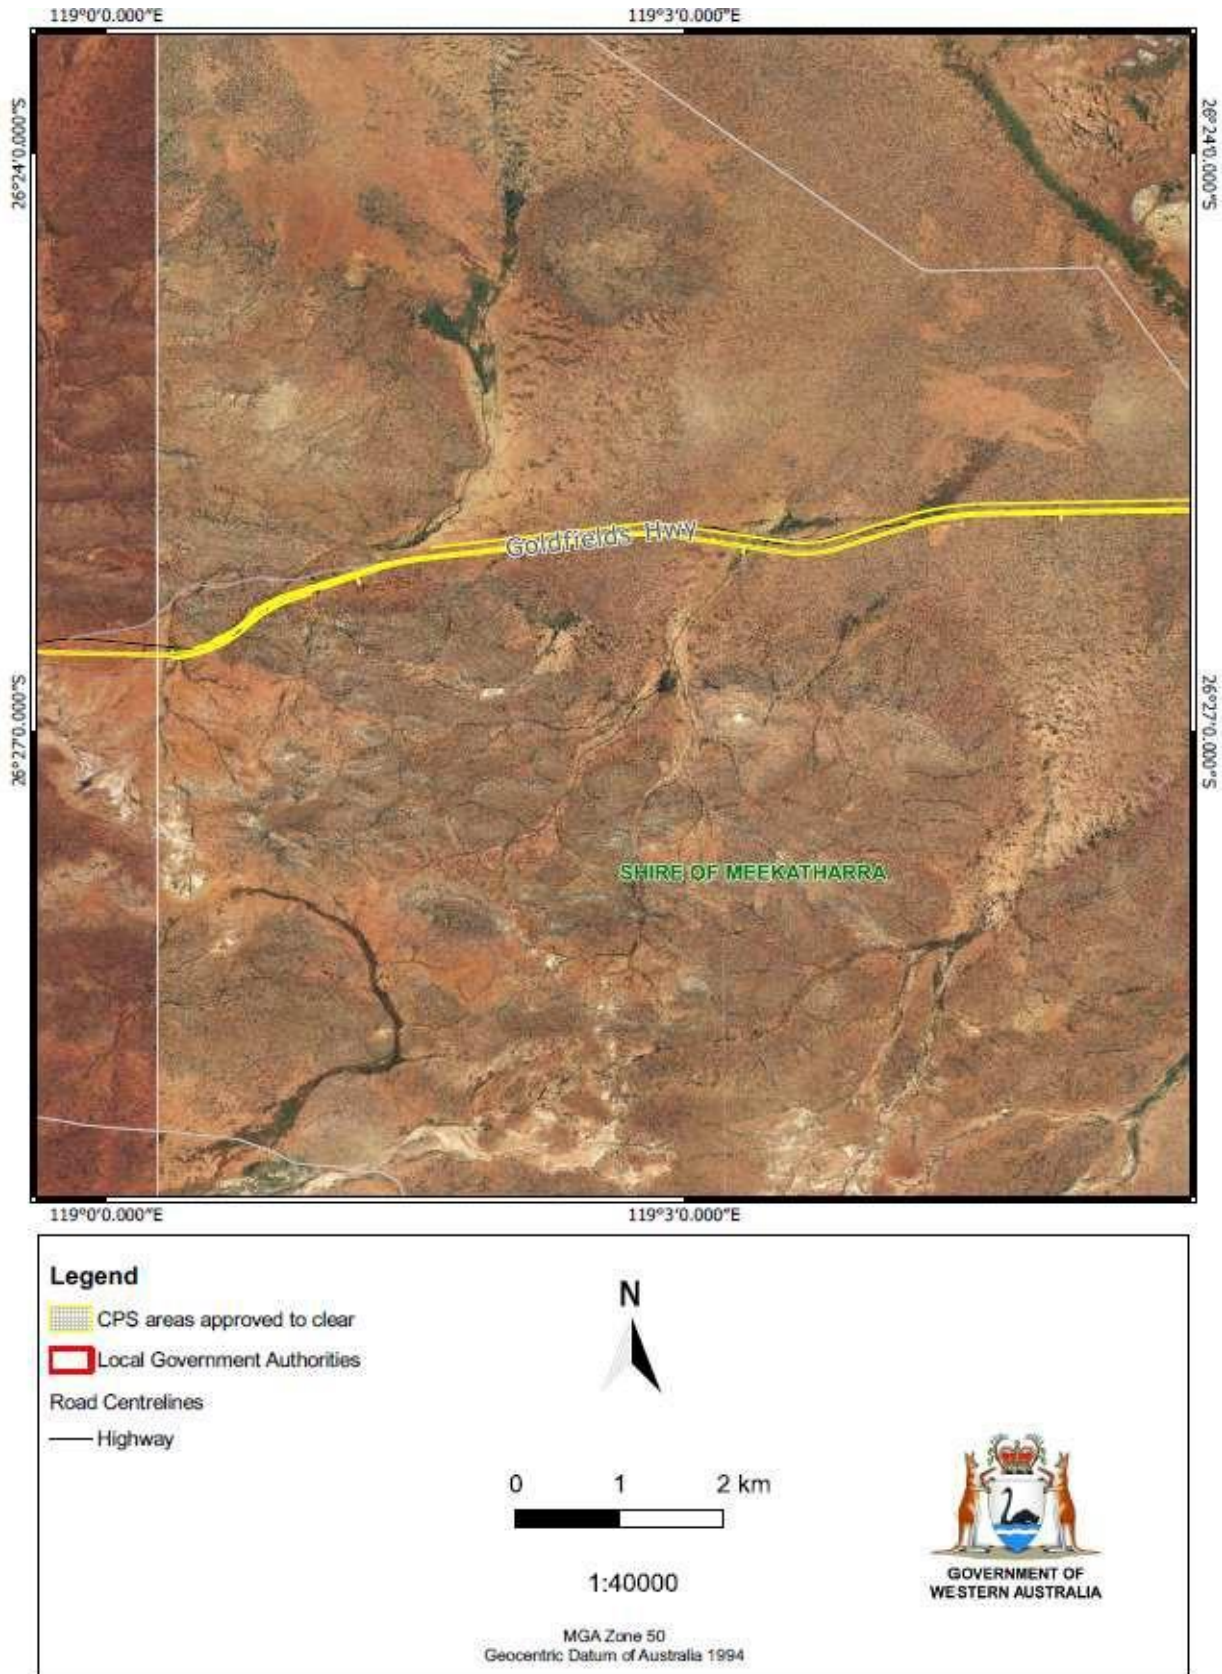 119°0'0.000"E
119°3'0.000"E
26°24'0.000"S
26°24'0.000"S
Goldfields Hwy
26°27'0.000"S
26°27'0.000"S
SHIRE OF MEEKATHARRA
119°0'0.000"E
119°3'0.000"E
Legend
CPS areas approved to clear
Local Government Authorities
Road Centrelines
Highway
N
0 1 2 km
1:40000
MGA Zone 50
Geocentric Datum of Australia 1994
GOVERNMENT OF
WESTERN AUSTRALIA